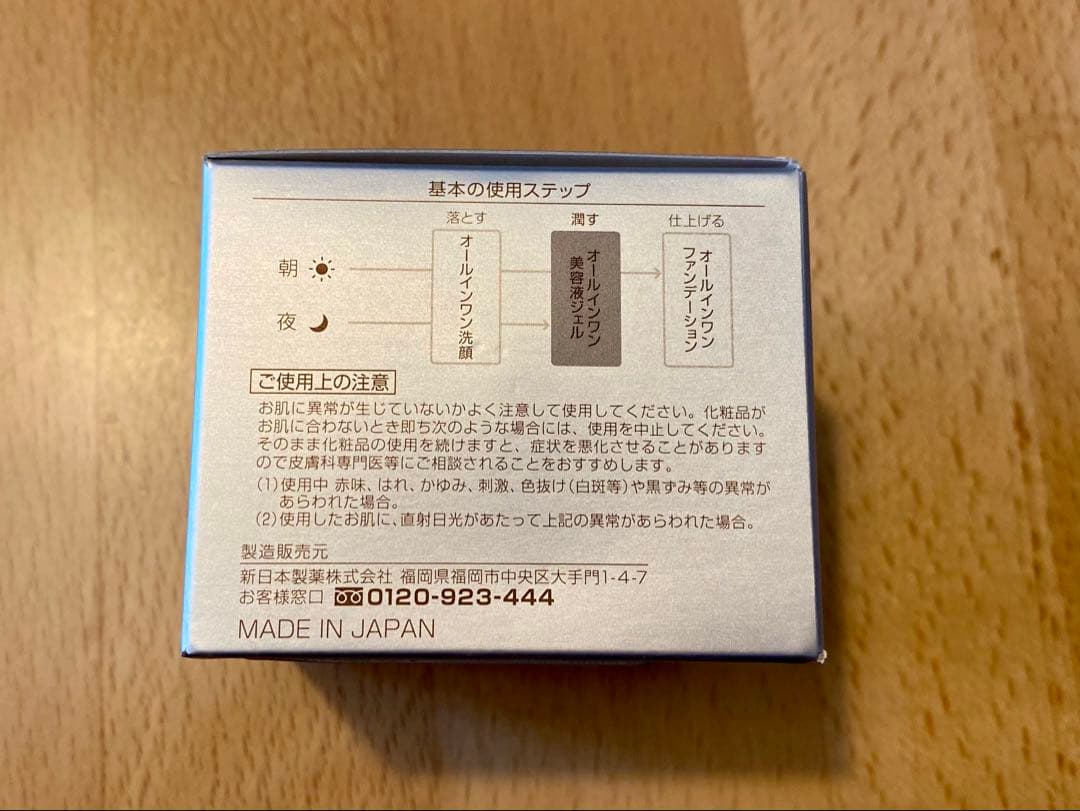 基本の使用ステップ
落とす 潤す 仕上げる
朝
夜
オールインワン洗顔
オールインワン
美容液ジェル
オールインワン
ファンデーション
ご使用上の注意
お肌に異常が生じていないかよく注意して使用してください。化粧品が
お肌に合わないとき即ち次のような場合には、使用を中止してください。
そのまま化粧品の使用を続けますと、症状を悪化させることがあります
ので皮膚科専門医等にご相談されることをおすすめします。
(1)使用中 赤味、はれ、かゆみ、刺激、色抜け(白斑等)や黒ずみ等の異常が
あらわれた場合。
(2)使用したお肌に、直射日光があたって上記の異常があらわれた場合。
製造販売元
新日本製薬株式会社 福岡県福岡市中央区大手門1-4-7
お客様窓口 0120-923-444
MADE IN JAPAN